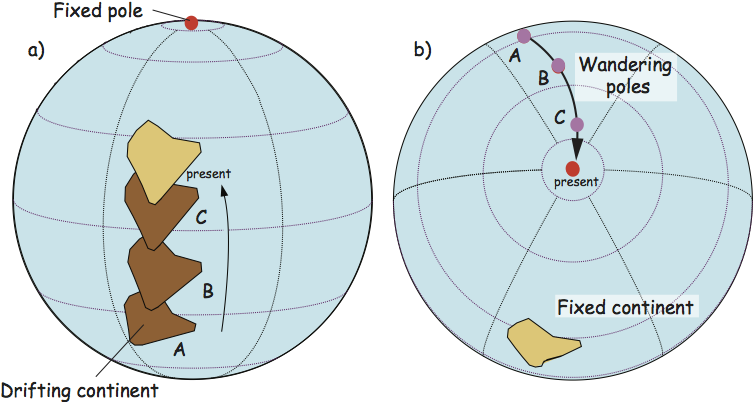 Fixed pole
a)
present
C
B
A
Drifting continent
b)
A
B
Wandering
poles
C
present
Fixed continent